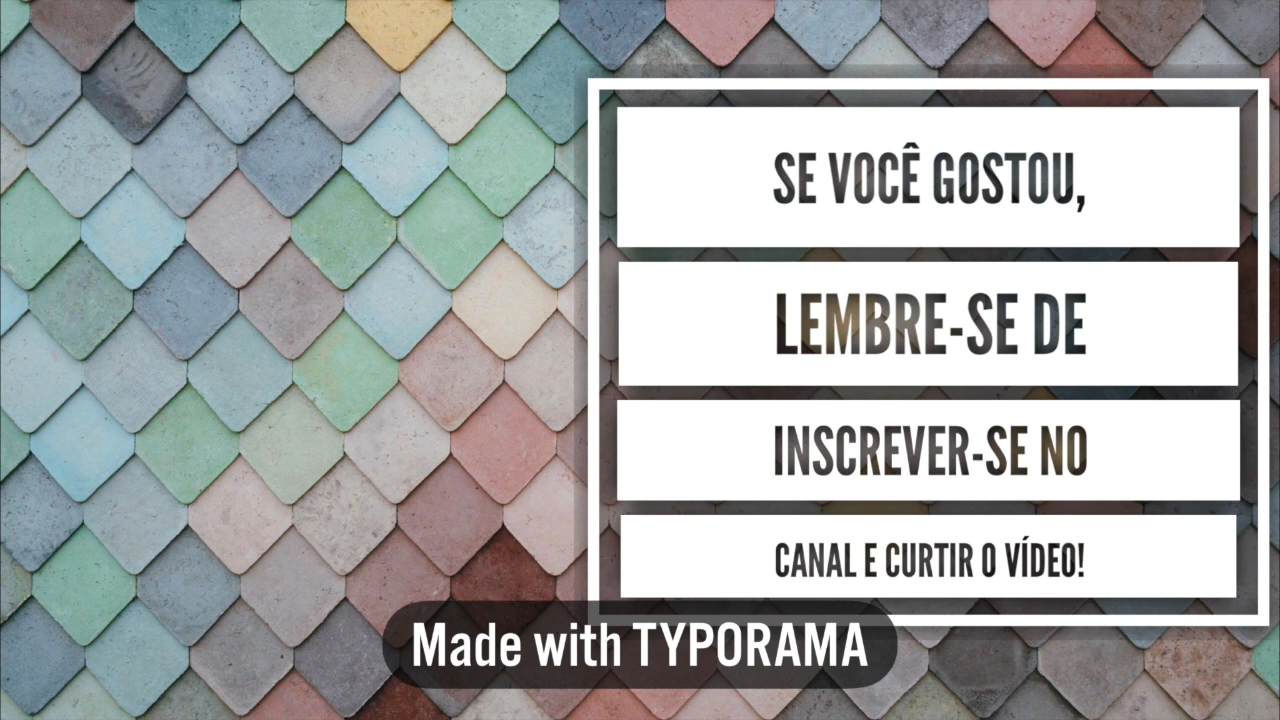 SE VOCÊ GOSTOU,
LEMBRE-SE DE
INSCREVER-SE NO
CANAL E CURTIR O VÍDEO!
Made with TYPORAMA